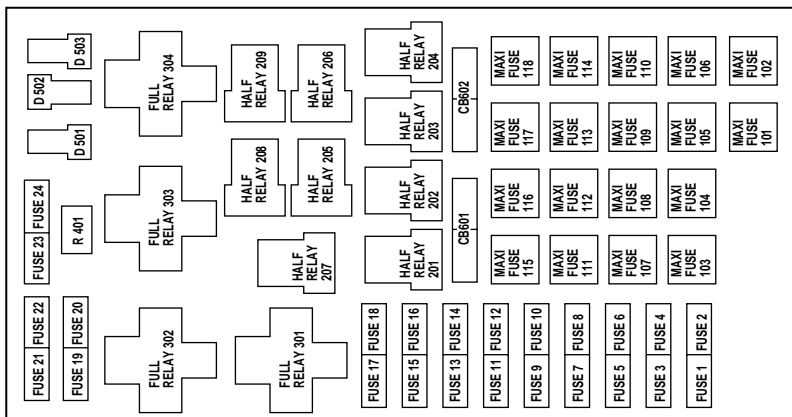 D 503
D 502
D 501
FULL
RELAY 304
HALF
RELAY 209
HALF
RELAY 206
HALF
RELAY
204
HALF
RELAY
203
CB602
MAXI
FUSE
118
MAXI
FUSE
114
MAXI
FUSE
110
MAXI
FUSE
106
MAXI
FUSE
102
MAXI
FUSE
117
MAXI
FUSE
113
MAXI
FUSE
109
MAXI
FUSE
105
MAXI
FUSE
101
FUSE 24
FUSE 23
R 401
FULL
RELAY 303
HALF
RELAY 208
HALF
RELAY 205
HALF
RELAY
207
HALF
RELAY
202
HALF
RELAY
201
CB601
MAXI
FUSE
116
MAXI
FUSE
112
MAXI
FUSE
108
MAXI
FUSE
104
MAXI
FUSE
115
MAXI
FUSE
111
MAXI
FUSE
107
MAXI
FUSE
103
FUSE 22
FUSE 21
FUSE 20
FUSE 19
FULL
RELAY 302
FULL
RELAY 301
FUSE 18
FUSE 17
FUSE 16
FUSE 15
FUSE 14
FUSE 13
FUSE 12
FUSE 11
FUSE 10
FUSE 9
FUSE 8
FUSE 7
FUSE 6
FUSE 5
FUSE 4
FUSE 3
FUSE 2
FUSE 1